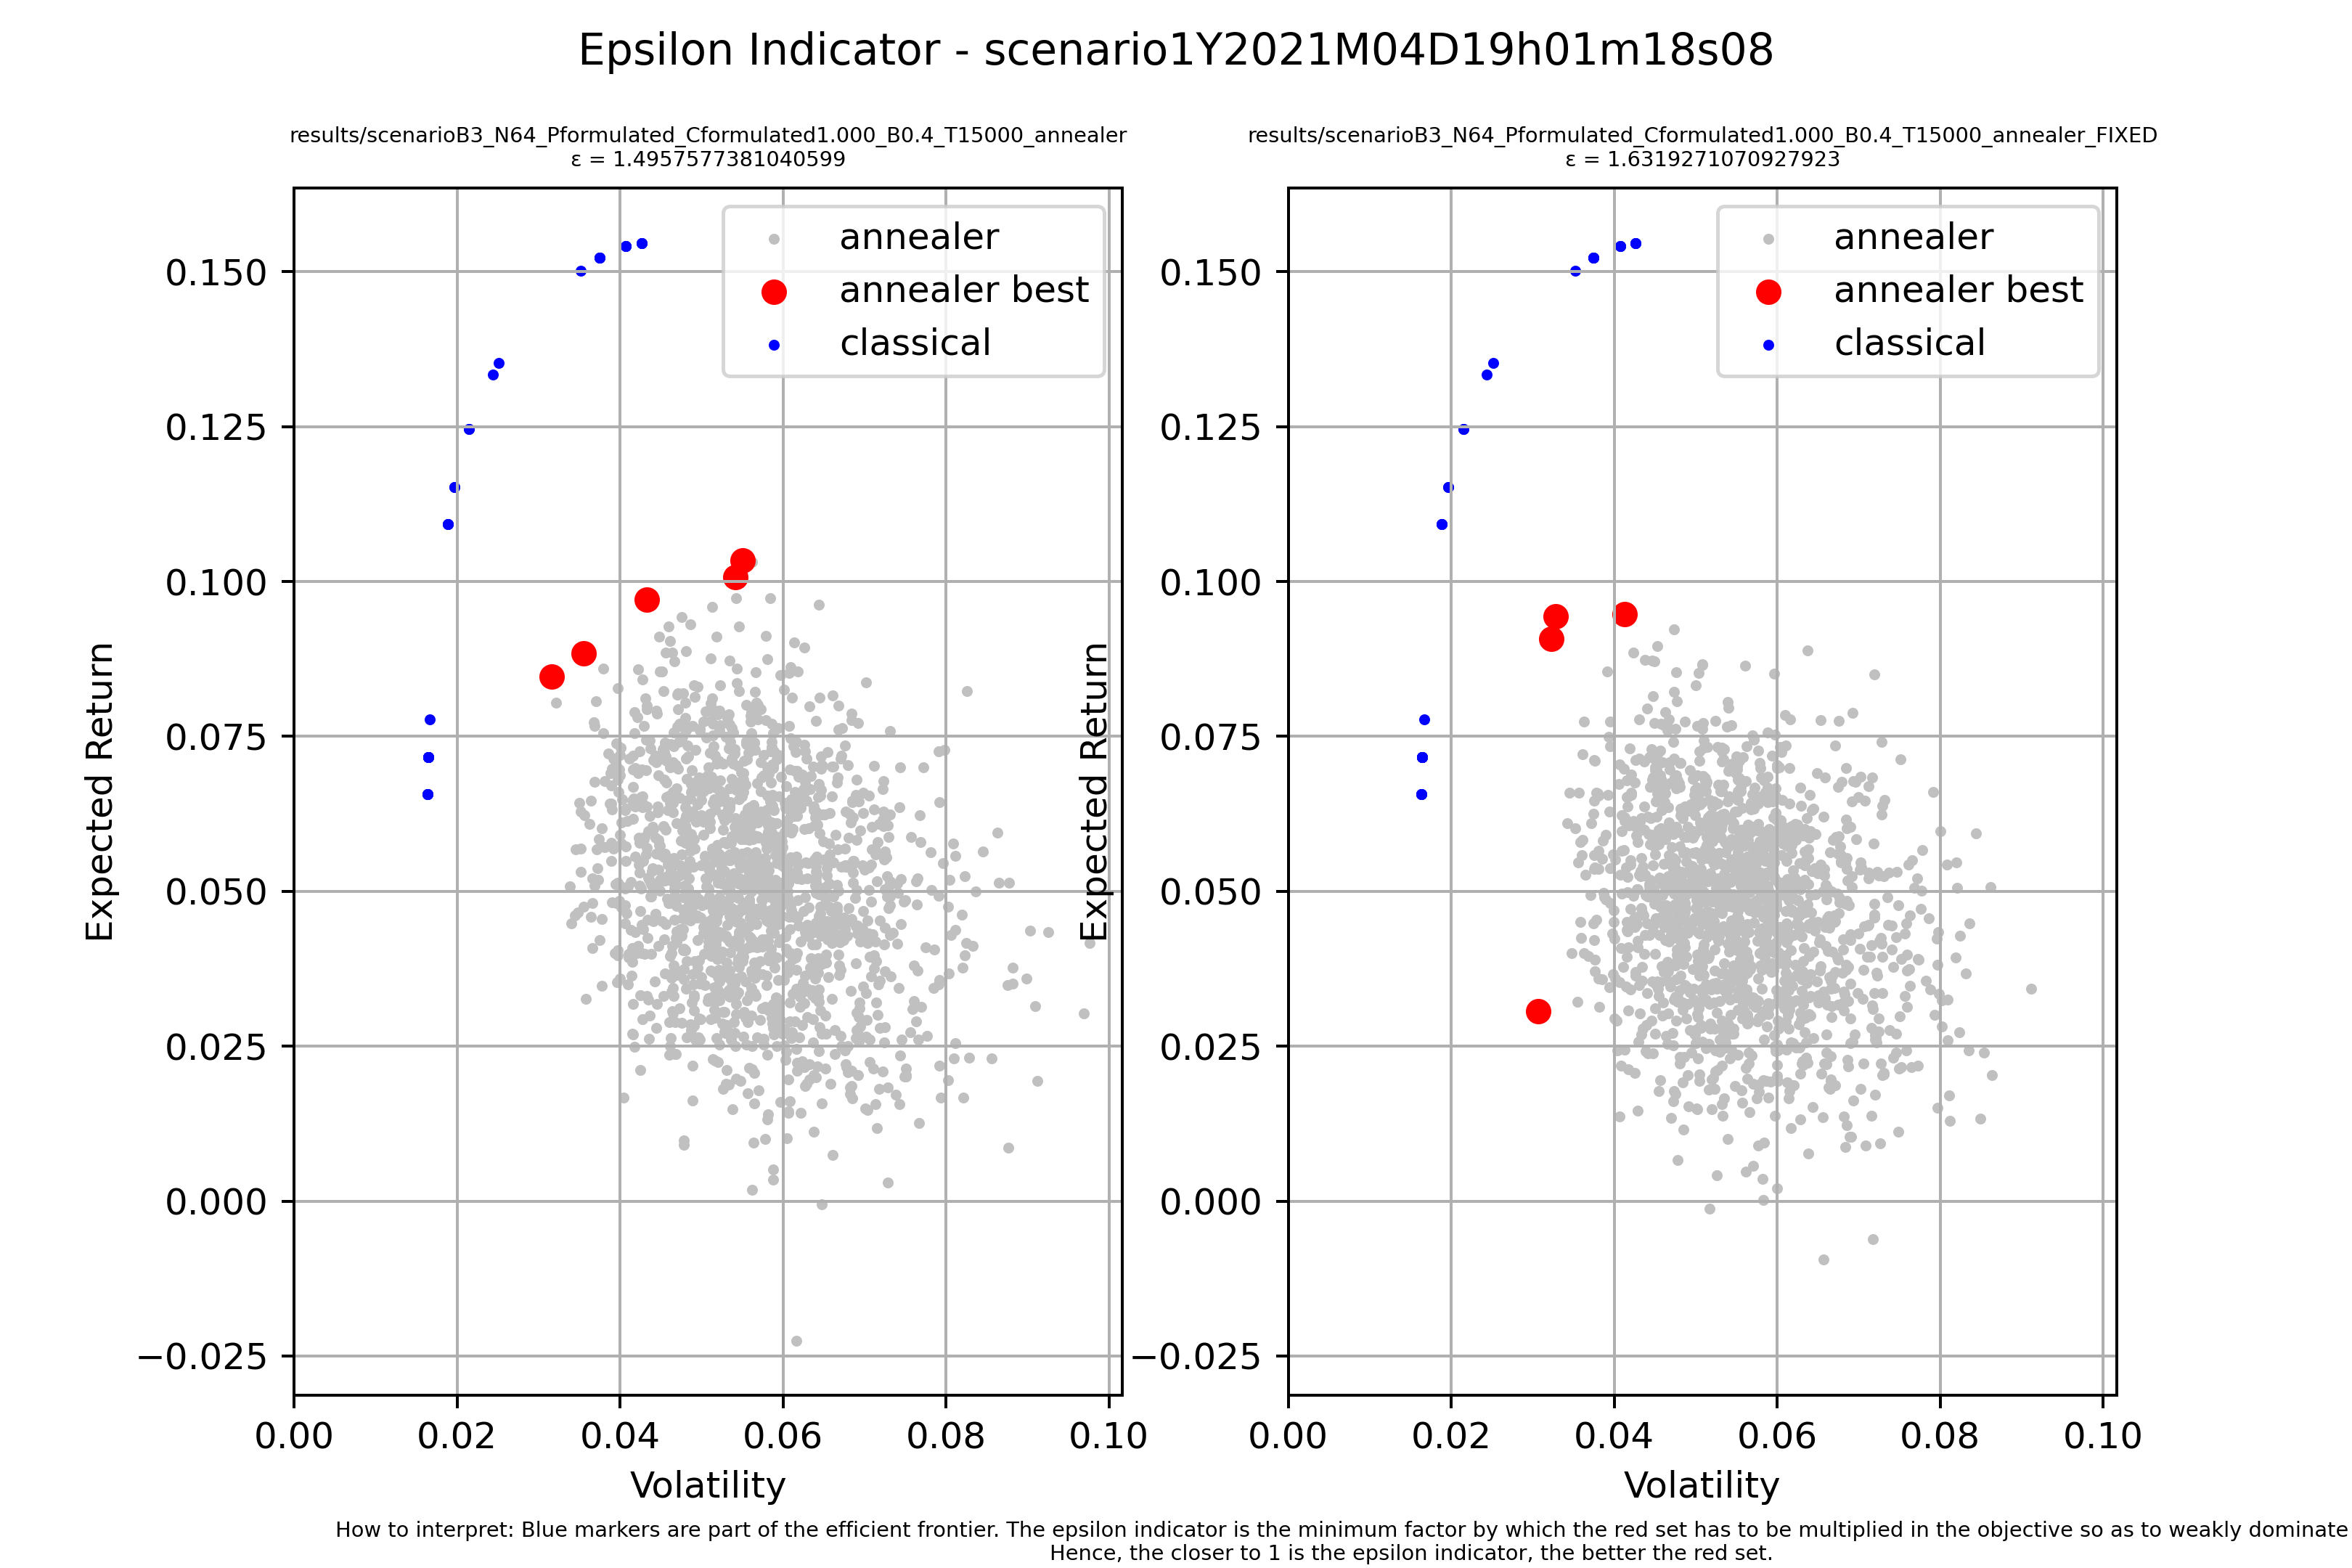 Epsilon Indicator - scenario1Y2021M04D19h01m18s08
results/scenarioB3_N64_Pformulated_Cformulated1.000_B0.4_T15000_annealer
ε = 1.4957577381040599
annealer
annealer best
classical
0.150
0.125
0.100
0.075
0.050
0.025
0.000
−0.025
Expected Return
0.00 0.02 0.04 0.06 0.08 0.10
Volatility
results/scenarioB3_N64_Pformulated_Cformulated1.000_B0.4_T15000_annealer_FIXED
ε = 1.6319271070927923
annealer
annealer best
classical
0.150
0.125
0.100
0.075
0.050
0.025
0.000
−0.025
Expected Return
0.00 0.02 0.04 0.06 0.08 0.10
Volatility
How to interpret: Blue markers are part of the efficient frontier. The epsilon indicator is the minimum factor by which the red set has to be multiplied in the objective so as to weakly dominate
Hence, the closer to 1 is the epsilon indicator, the better the red set.